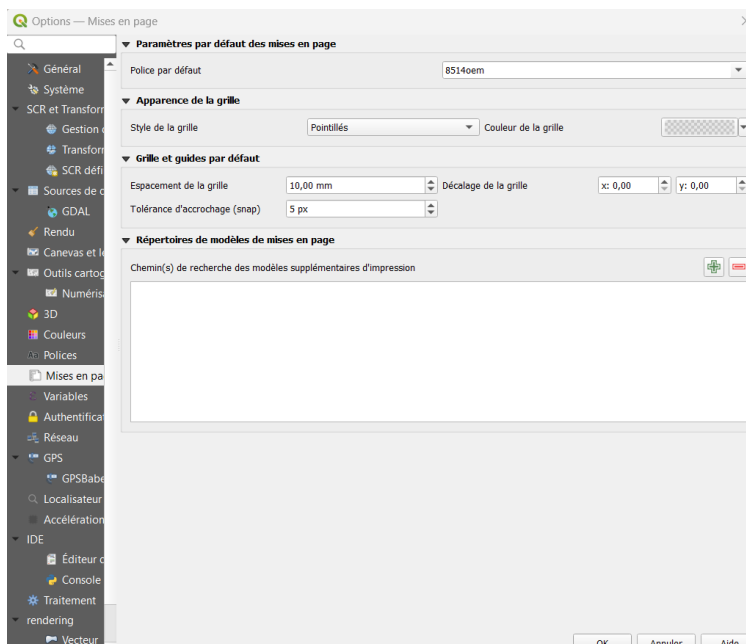 Options — Mises en page
Paramètres par défaut des mises en page
Général
Police par défaut
8514oem
Système
SCR et Transfor
Apparence de la grille
Gestion
Style de la grille
Pointillés
Couleur de la grille
Transfor
SCR défi
Grille et guides par défaut
Sources de
Espacement de la grille
10,00 mm
Décalage de la grille
x: 0,00
y: 0,00
GDAL
Tolérance d'accrochage (snap)
5 px
Rendu
Répertoires de modèles de mises en page
Canevas et
Outils cartog
Chemin(s) de recherche des modèles supplémentaires d'impression
Numéris
3D
Couleurs
Aa Polices
Mises en pa
Variables
Authentifica
Réseau
GPS
GPSBabe
Localisateur
Accélération
IDE
Éditeur
Console
Traitement
rendering
Vecteur
OK
Annuler
Aide